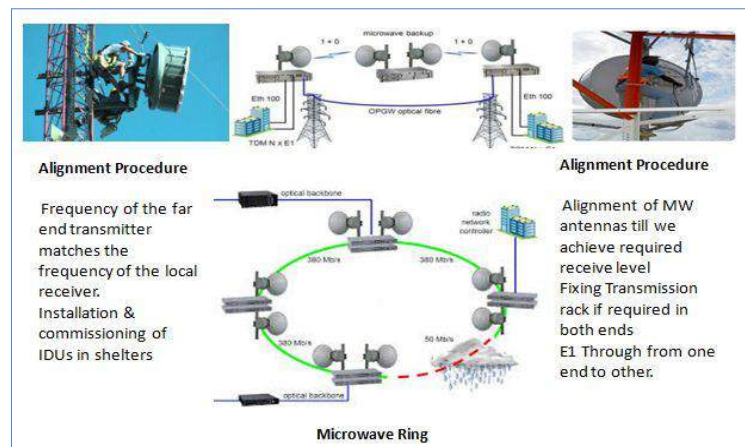 microwave backup
1 + 0
1 + 0
Eth 100
Eth 100
OPGW optical fibre
TDM N x E1
Alignment Procedure
Frequency of the far
end transmitter
matches the
frequency of the local
receiver.
Installation &
commissioning of
IDUs in shelters
optical backbone
radio
network
controller
380 Mb/s
380 Mb/s
380 Mb/s
50 Mb/s
optical backbone
Microwave Ring
Alignment Procedure
Alignment of MW
antennas till we
achieve required
receive level
Fixing Transmission
rack if required in
both ends
E1 Through from one
end to other.